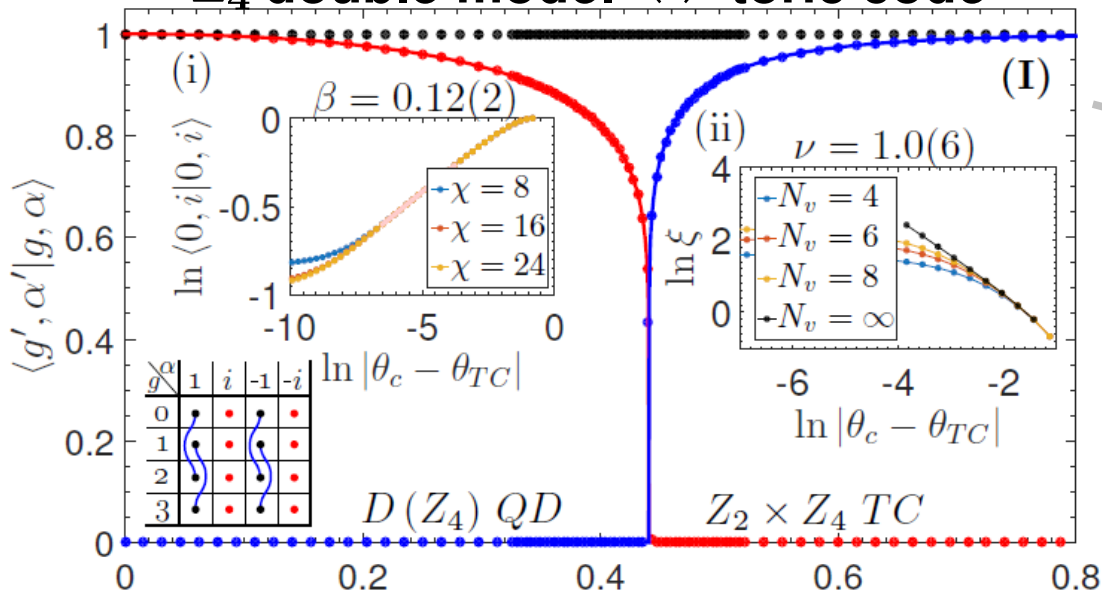 1
0.8
0.6
0.4
0.2
0
⟨g′, α′|g, α⟩
(i)
β = 0.12(2)
0
-0.5
-1
ln ⟨0, i|0, i⟩
χ = 8
χ = 16
χ = 24
-10 -5 0
ln |θc − θTC|
(I)
(ii)
ν = 1.0(6)
4
2
0
ln ξ
Nv = 4
Nv = 6
Nv = 8
Nv = ∞
-6 -4 -2
ln |θc − θTC|
g α 1 i -1 -i
0
1
2
3
D (Z4) QD
Z2 × Z4 TC
0 0.2 0.4 0.6 0.8